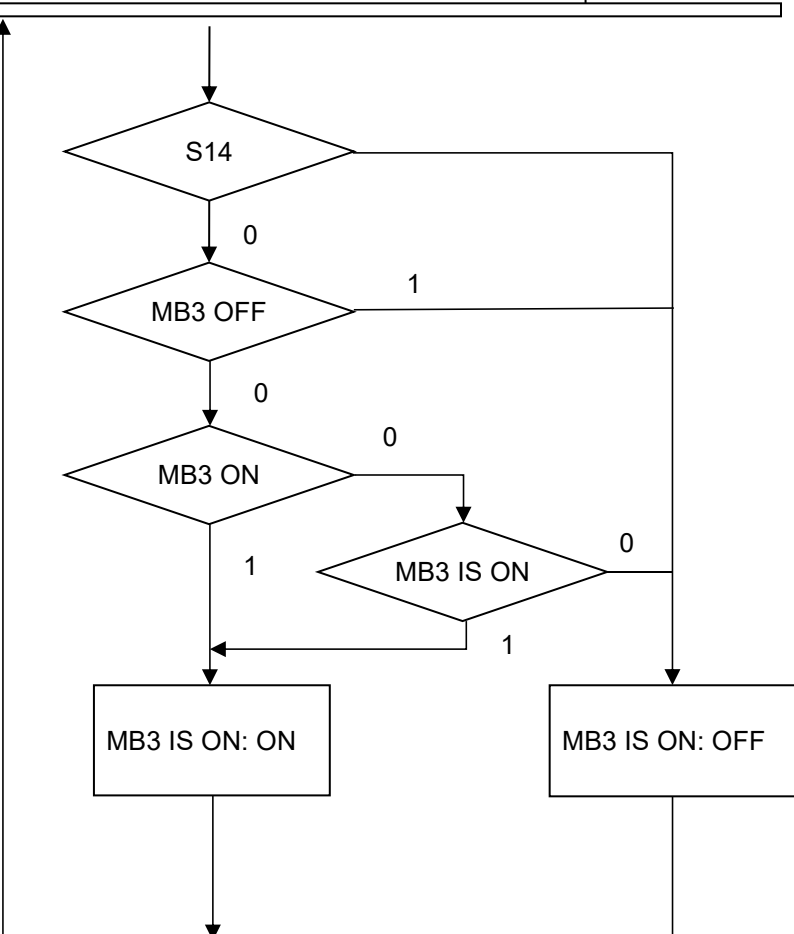 S14
0
1
MB3 OFF
0
0
MB3 ON
0
1
MB3 IS ON
1
MB3 IS ON: ON
MB3 IS ON: OFF